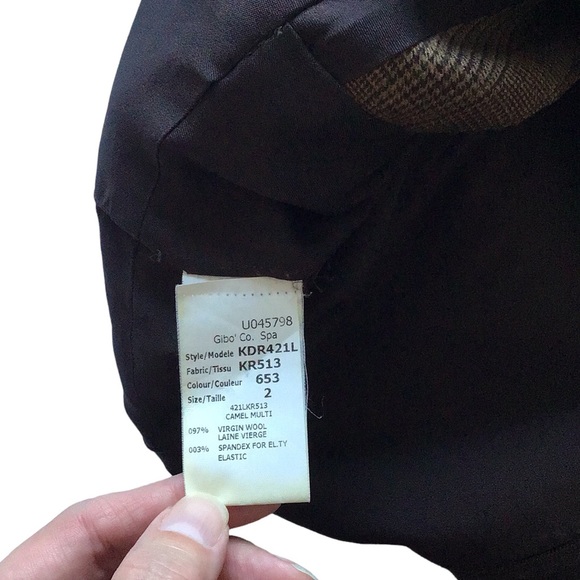 U045798
Gibo' Co. Spa
Style/Modele KDR421L
Fabric/Tissu KR513
Colour/Couleur 653
Size/Taille 2
421LKR513
CAMEL MULTI
097% VIRGIN WOOL
LAINE VIERGE
003% SPANDEX FOR EL.TY
ELASTIC